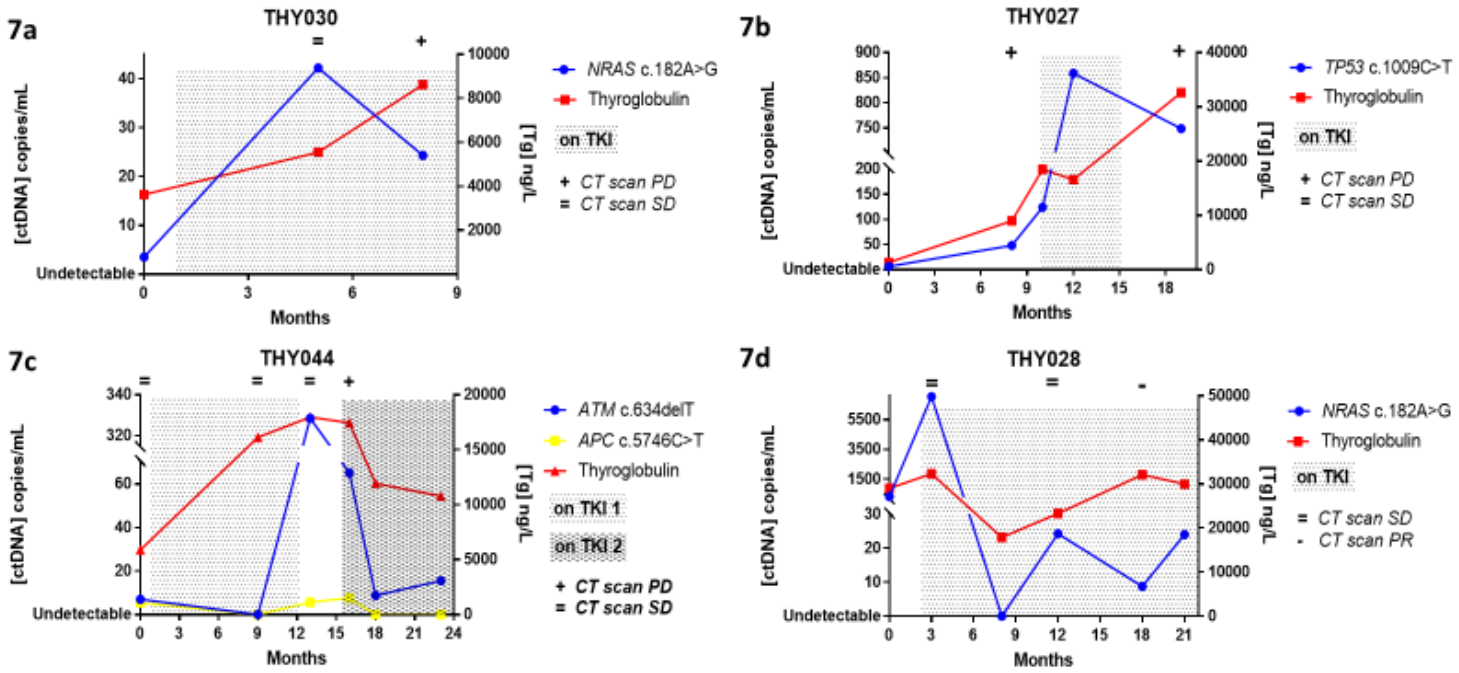 7a
THY030
= +
[ctDNA] copies/mL
40
30
20
10
Undetectable
0 3 6 9
Months
10000
8000
6000
4000
2000
[Tg] ng/L
NRAS c.182A>G
Thyroglobulin
on TKI
+ CT scan PD
= CT scan SD
7b
THY027
+ +
[ctDNA] copies/mL
900
850
800
750
200
150
100
50
Undetectable
0 3 6 9 12 15 18
Months
40000
30000
20000
10000
0
[Tg] ng/L
TP53 c.1009C>T
Thyroglobulin
on TKI
+ CT scan PD
= CT scan SD
7c
THY044
= = = +
[ctDNA] copies/mL
340
320
60
40
20
Undetectable
0 3 6 9 12 15 18 21 24
Months
20000
15000
10000
5000
0
[Tg] ng/L
ATM c.634delT
APC c.5746C>T
Thyroglobulin
on TKI 1
on TKI 2
+ CT scan PD
= CT scan SD
7d
THY028
= = -
[ctDNA] copies/mL
5500
3500
1500
30
20
10
Undetectable
0 3 6 9 12 15 18 21
Months
50000
40000
30000
20000
10000
0
[Tg] ng/L
NRAS c.182A>G
Thyroglobulin
on TKI
= CT scan SD
- CT scan PR